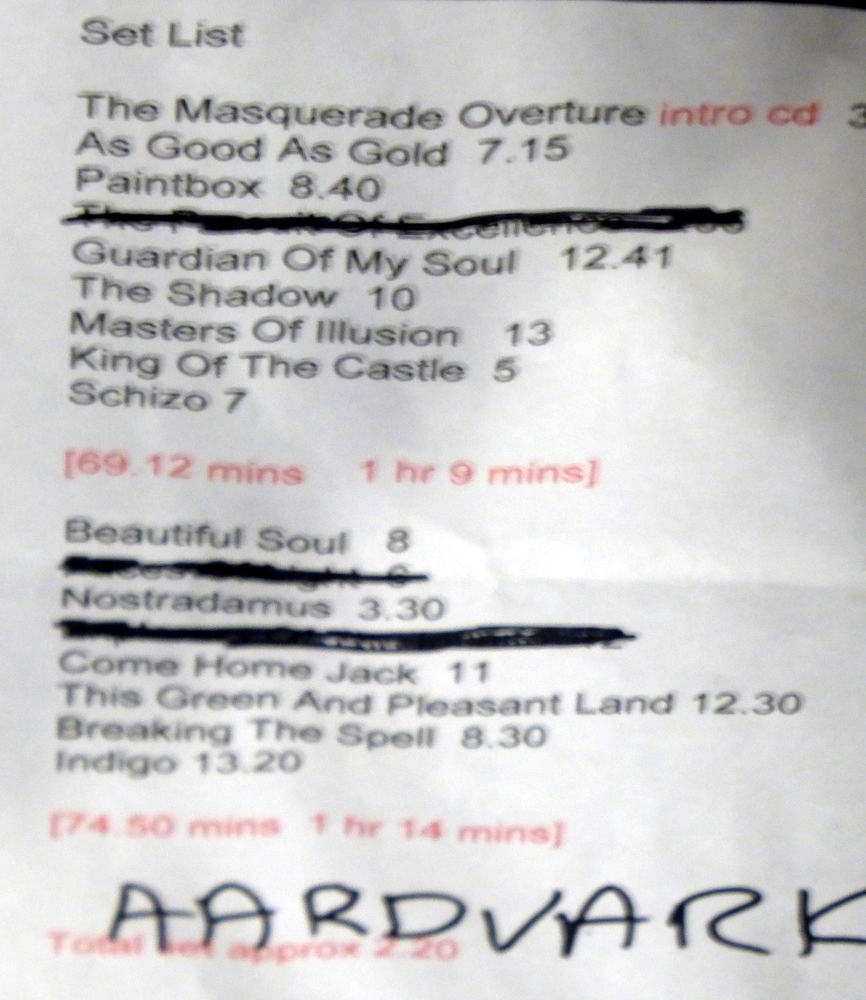 Set List
The Masquerade Overture intro cd 3
As Good As Gold 7.15
Paintbox 8.40
The Of Excellence
Guardian Of My Soul 12.41
The Shadow 10
Masters Of Illusion 13
King Of The Castle 5
Schizo 7
[69.12 mins 1 hr 9 mins]
Beautiful Soul 8
Nostradamus 3.30
Come Home Jack 11
This Green And Pleasant Land 12.30
Breaking The Spell 8.30
Indigo 13.20
[74.50 mins 1 hr 14 mins]
AARDVARK
Total set approx 2.20